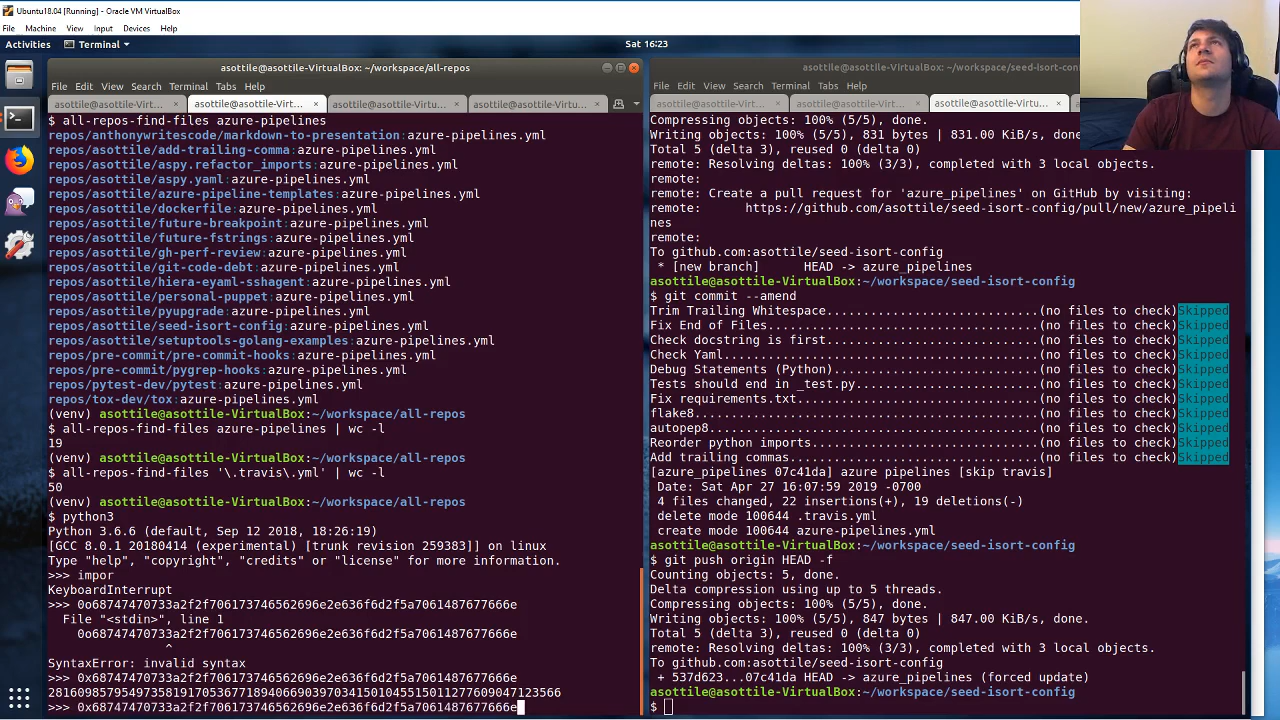 Ubuntu18.04 [Running] - Oracle VM VirtualBox
File Machine View Input Devices Help
Activities Terminal Sat 16:23
asottile@asottile-VirtualBox: ~/workspace/all-repos
File Edit View Search Terminal Tabs Help
asottile@asottile-Virt... × asottile@asottile-Virt... × asottile@asottile-Virtu... × asottile@asottile-Virtu... ×
$ all-repos-find-files azure-pipelines
repos/anthonywritescode/markdown-to-presentation:azure-pipelines.yml
repos/asottile/add-trailing-comma:azure-pipelines.yml
repos/asottile/aspy.refactor_imports:azure-pipelines.yml
repos/asottile/aspy.yaml:azure-pipelines.yml
repos/asottile/azure-pipeline-templates:azure-pipelines.yml
repos/asottile/dockerfile:azure-pipelines.yml
repos/asottile/future-breakpoint:azure-pipelines.yml
repos/asottile/future-fstrings:azure-pipelines.yml
repos/asottile/gh-perf-review:azure-pipelines.yml
repos/asottile/git-code-debt:azure-pipelines.yml
repos/asottile/hiera-eyaml-sshagent:azure-pipelines.yml
repos/asottile/personal-puppet:azure-pipelines.yml
repos/asottile/pyupgrade:azure-pipelines.yml
repos/asottile/seed-isort-config:azure-pipelines.yml
repos/asottile/setuptools-golang-examples:azure-pipelines.yml
repos/pre-commit/pre-commit-hooks:azure-pipelines.yml
repos/pre-commit/pygrep-hooks:azure-pipelines.yml
repos/pytest-dev/pytest:azure-pipelines.yml
repos/tox-dev/tox:azure-pipelines.yml
(venv) asottile@asottile-VirtualBox:~/workspace/all-repos
$ all-repos-find-files azure-pipelines | wc -l
19
(venv) asottile@asottile-VirtualBox:~/workspace/all-repos
$ all-repos-find-files '\.travis\.yml' | wc -l
50
(venv) asottile@asottile-VirtualBox:~/workspace/all-repos
$ python3
Python 3.6.6 (default, Sep 12 2018, 18:26:19)
[GCC 8.0.1 20180414 (experimental) [trunk revision 259383]] on linux
Type "help", "copyright", "credits" or "license" for more information.
>>> impor
KeyboardInterrupt
>>> 0o68747470733a2f2f706173746562696e2e636f6d2f5a7061487677666e
File "<stdin>", line 1
0o68747470733a2f2f706173746562696e2e636f6d2f5a7061487677666e
^
SyntaxError: invalid syntax
>>> 0x68747470733a2f2f706173746562696e2e636f6d2f5a7061487677666e
>>> 0x68747470733a2f2f706173746562696e2e636f6d2f5a7061487677666e
asottile@asottile-VirtualBox: ~/workspace/seed-isort-conf
File Edit View Search Terminal Tabs Help
asottile@asottile-Virtu... × asottile@asottile-Virtu... × asottile@asottile-Virt... ×
Compressing objects: 100% (5/5), done.
Writing objects: 100% (5/5), 831 bytes | 831.00 KiB/s, done.
Total 5 (delta 3), reused 0 (delta 0)
remote: Resolving deltas: 100% (3/3), completed with 3 local objects.
remote:
remote: Create a pull request for 'azure_pipelines' on GitHub by visiting:
remote: https://github.com/asottile/seed-isort-config/pull/new/azure_pipeli
nes
remote:
To github.com:asottile/seed-isort-config
* [new branch] HEAD -> azure_pipelines
asottile@asottile-VirtualBox:~/workspace/seed-isort-config
$ git commit --amend
Trim Trailing Whitespace.................................(no files to check)Skipped
Fix End of Files.........................................(no files to check)Skipped
Check docstring is first.................................(no files to check)Skipped
Check Yaml...............................................(no files to check)Skipped
Debug Statements (Python)................................(no files to check)Skipped
Tests should end in _test.py.............................(no files to check)Skipped
Fix requirements.txt.....................................(no files to check)Skipped
flake8...................................................(no files to check)Skipped
autopep8.................................................(no files to check)Skipped
Reorder python imports...................................(no files to check)Skipped
Add trailing commas......................................(no files to check)Skipped
[azure_pipelines 07c41da] azure pipelines [skip travis]
Date: Sat Apr 27 16:07:59 2019 -0700
4 files changed, 22 insertions(+), 19 deletions(-)
delete mode 100644 .travis.yml
create mode 100644 azure-pipelines.yml
asottile@asottile-VirtualBox:~/workspace/seed-isort-config
$ git push origin HEAD -f
Counting objects: 5, done.
Delta compression using up to 5 threads.
Compressing objects: 100% (5/5), done.
Writing objects: 100% (5/5), 847 bytes | 847.00 KiB/s, done.
Total 5 (delta 3), reused 0 (delta 0)
remote: Resolving deltas: 100% (3/3), completed with 3 local objects.
To github.com:asottile/seed-isort-config
+ 537d623...07c41da HEAD -> azure_pipelines (forced update)
asottile@asottile-VirtualBox:~/workspace/seed-isort-config
$